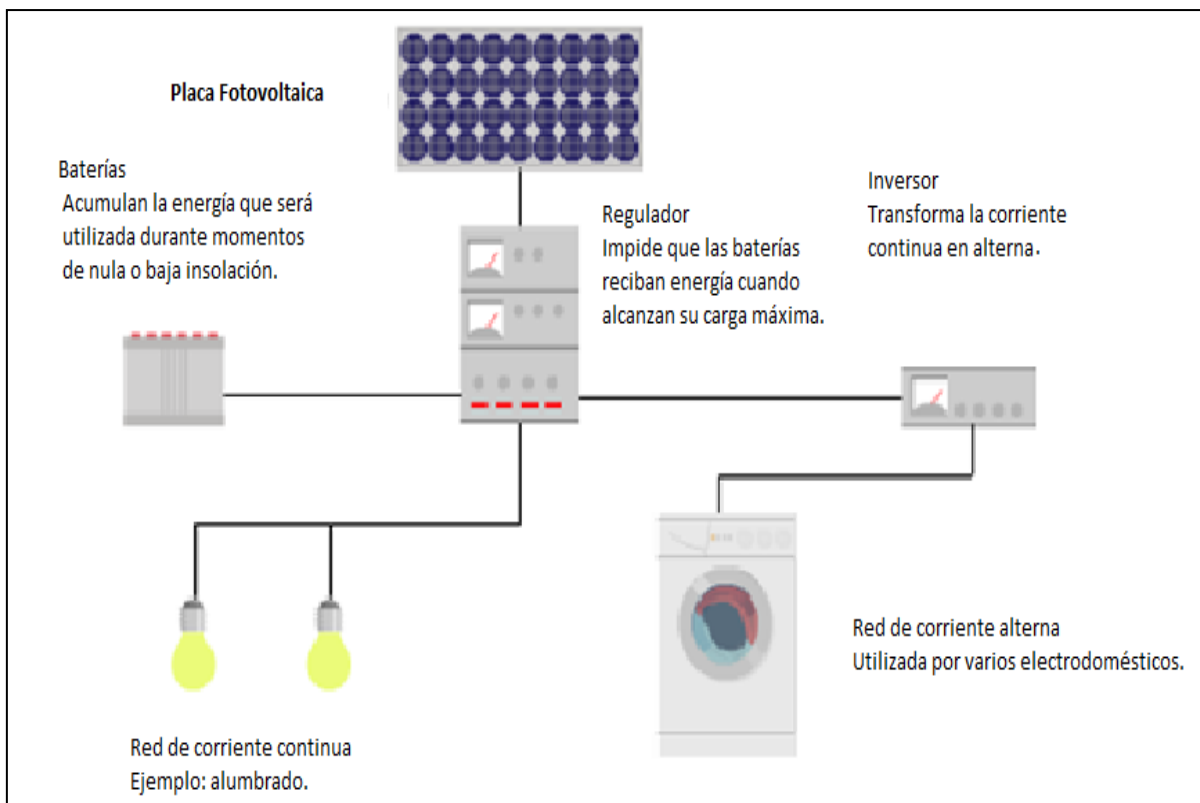 Placa Fotovoltaica
Baterías
Acumulan la energía que será
utilizada durante momentos
de nula o baja insolación.
Regulador
Impide que las baterías
reciban energía cuando
alcanzan su carga máxima.
Inversor
Transforma la corriente
continua en alterna.
Red de corriente alterna
Utilizada por varios electrodomésticos.
Red de corriente continua
Ejemplo: alumbrado.